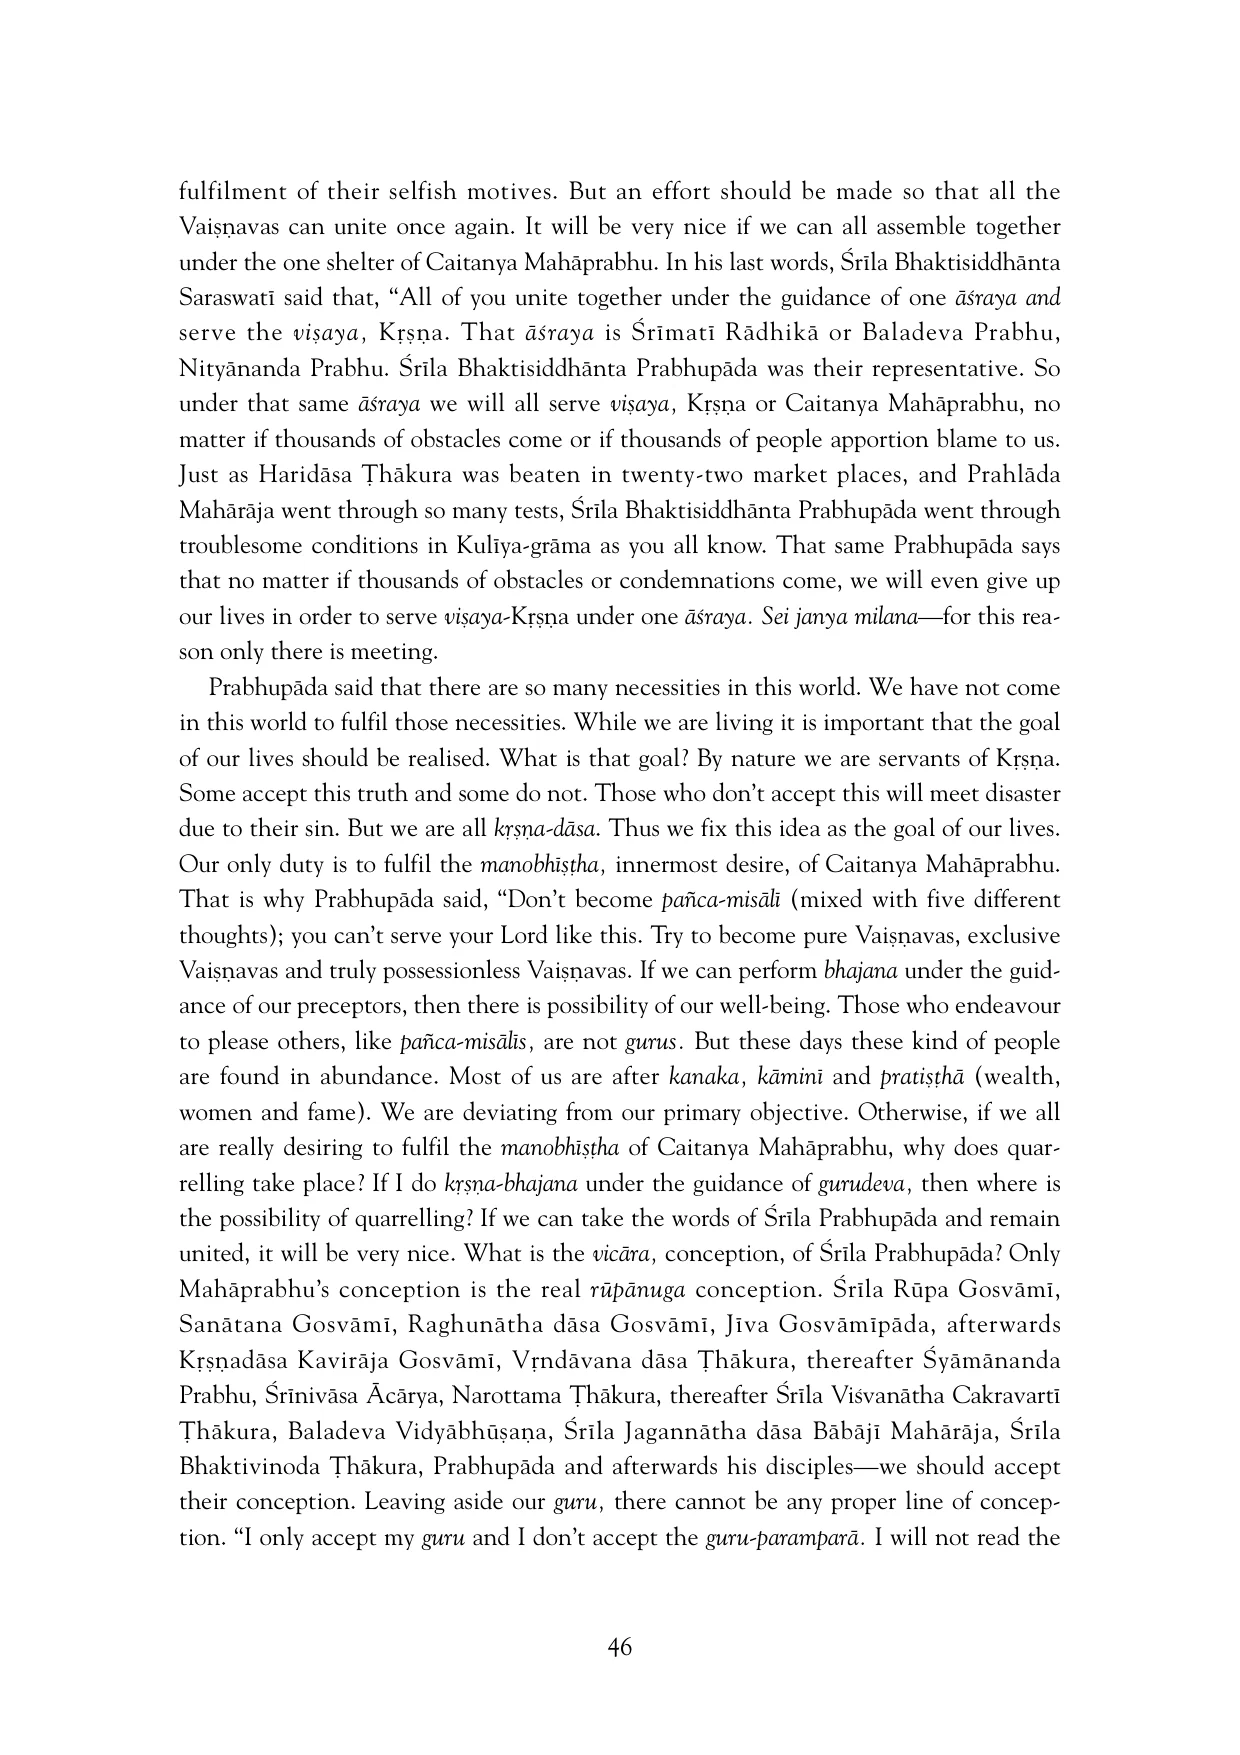 fulfilment of their selfish motives. But an effort should be made so that all the
Vaiṣṇavas can unite once again. It will be very nice if we can all assemble together
under the one shelter of Caitanya Mahāprabhu. In his last words, Śrīla Bhaktisiddhānta
Saraswatī said that, “All of you unite together under the guidance of one āśraya and
serve the viṣaya, Kṛṣṇa. That āśraya is Śrīmatī Rādhikā or Baladeva Prabhu,
Nityānanda Prabhu. Śrīla Bhaktisiddhānta Prabhupāda was their representative. So
under that same āśraya we will all serve viṣaya, Kṛṣṇa or Caitanya Mahāprabhu, no
matter if thousands of obstacles come or if thousands of people apportion blame to us.
Just as Haridāsa Ṭhākura was beaten in twenty-two market places, and Prahlāda
Mahārāja went through so many tests, Śrīla Bhaktisiddhānta Prabhupāda went through
troublesome conditions in Kulīya-grāma as you all know. That same Prabhupāda says
that no matter if thousands of obstacles or condemnations come, we will even give up
our lives in order to serve viṣaya-Kṛṣṇa under one āśraya. Sei janya milana—for this rea-
son only there is meeting.
Prabhupāda said that there are so many necessities in this world. We have not come
in this world to fulfil those necessities. While we are living it is important that the goal
of our lives should be realised. What is that goal? By nature we are servants of Kṛṣṇa.
Some accept this truth and some do not. Those who don’t accept this will meet disaster
due to their sin. But we are all kṛṣṇa-dāsa. Thus we fix this idea as the goal of our lives.
Our only duty is to fulfil the manobhīṣṭha, innermost desire, of Caitanya Mahāprabhu.
That is why Prabhupāda said, “Don’t become pañca-misālī (mixed with five different
thoughts); you can’t serve your Lord like this. Try to become pure Vaiṣṇavas, exclusive
Vaiṣṇavas and truly possessionless Vaiṣṇavas. If we can perform bhajana under the guid-
ance of our preceptors, then there is possibility of our well-being. Those who endeavour
to please others, like pañca-misālīs, are not gurus. But these days these kind of people
are found in abundance. Most of us are after kanaka, kāminī and pratiṣṭhā (wealth,
women and fame). We are deviating from our primary objective. Otherwise, if we all
are really desiring to fulfil the manobhīṣṭha of Caitanya Mahāprabhu, why does quar-
relling take place? If I do kṛṣṇa-bhajana under the guidance of gurudeva, then where is
the possibility of quarrelling? If we can take the words of Śrīla Prabhupāda and remain
united, it will be very nice. What is the vicāra, conception, of Śrīla Prabhupāda? Only
Mahāprabhu’s conception is the real rūpānuga conception. Śrīla Rūpa Gosvāmī,
Sanātana Gosvāmī, Raghunātha dāsa Gosvāmī, Jīva Gosvāmīpāda, afterwards
Kṛṣṇadāsa Kavirāja Gosvāmī, Vṛndāvana dāsa Ṭhākura, thereafter Śyāmānanda
Prabhu, Śrīnivāsa Ācārya, Narottama Ṭhākura, thereafter Śrīla Viśvanātha Cakravartī
Ṭhākura, Baladeva Vidyābhūṣaṇa, Śrīla Jagannātha dāsa Bābājī Mahārāja, Śrīla
Bhaktivinoda Ṭhākura, Prabhupāda and afterwards his disciples—we should accept
their conception. Leaving aside our guru, there cannot be any proper line of concep-
tion. “I only accept my guru and I don’t accept the guru-paramparā. I will not read the
46